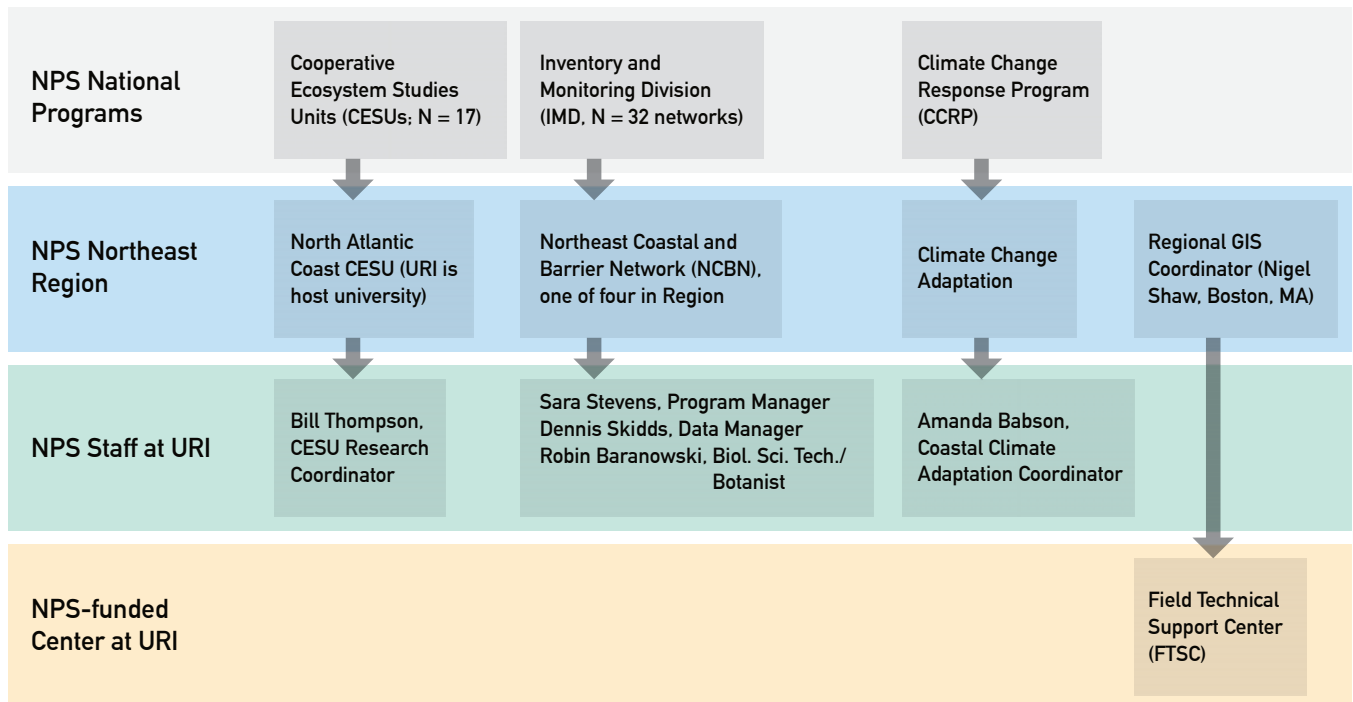 NPS National
Programs
Cooperative
Ecosystem Studies
Units (CESUs; N = 17)
Inventory and
Monitoring Division
(IMD, N = 32 networks)
Climate Change
Response Program
(CCRP)
NPS Northeast
Region
North Atlantic
Coast CESU (URI is
host university)
Northeast Coastal and
Barrier Network (NCBN),
one of four in Region
Climate Change
Adaptation
Regional GIS
Coordinator (Nigel
Shaw, Boston, MA)
NPS Staff at URI
Bill Thompson,
CESU Research
Coordinator
Sara Stevens, Program Manager
Dennis Skidds, Data Manager
Robin Baranowski, Biol. Sci. Tech./
Botanist
Amanda Babson,
Coastal Climate
Adaptation Coordinator
NPS-funded
Center at URI
Field Technical
Support Center
(FTSC)